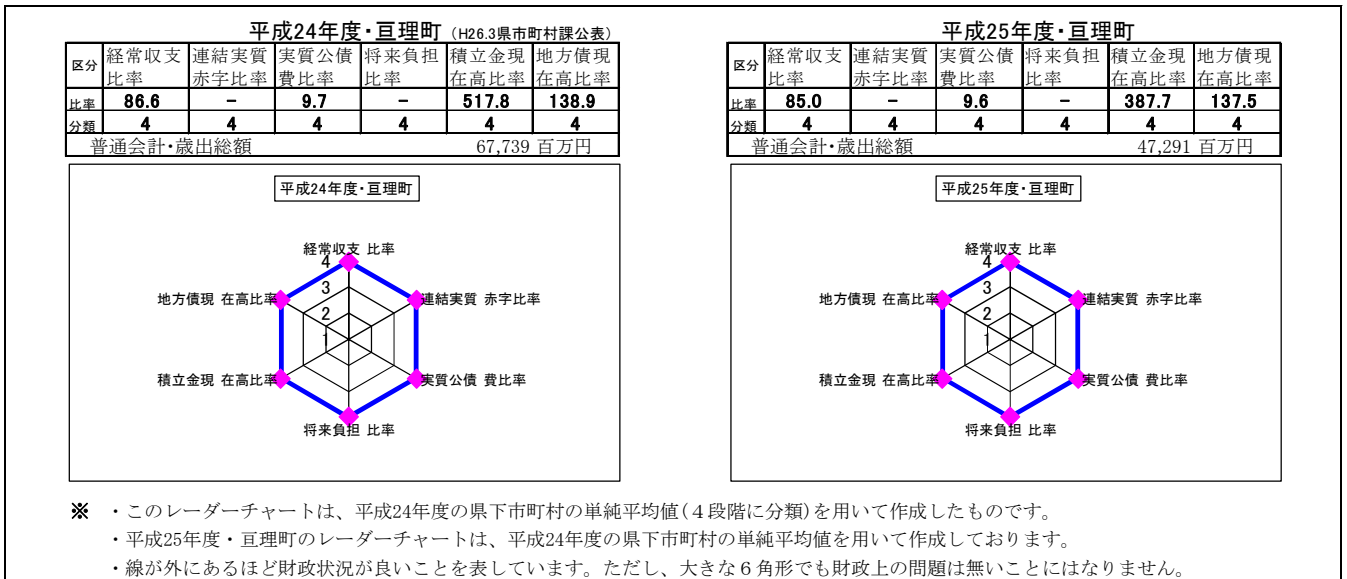 平成24年度・亘理町（H26.3県市町村課公表）
区分 経常収支比率 連結実質赤字比率 実質公債費比率 将来負担比率 積立金現在高比率 地方債現在高比率
比率 86.6 － 9.7 － 517.8 138.9
分類 4 4 4 4 4 4
普通会計・歳出総額 67,739 百万円
平成24年度・亘理町
経常収支 比率
4
3
2
1
地方債現 在高比率
連結実質 赤字比率
積立金現 在高比率
実質公債 費比率
将来負担 比率
平成25年度・亘理町
区分 経常収支比率 連結実質赤字比率 実質公債費比率 将来負担比率 積立金現在高比率 地方債現在高比率
比率 85.0 － 9.6 － 387.7 137.5
分類 4 4 4 4 4 4
普通会計・歳出総額 47,291 百万円
平成25年度・亘理町
経常収支 比率
4
3
2
1
地方債現 在高比率
連結実質 赤字比率
積立金現 在高比率
実質公債 費比率
将来負担 比率
※ ・このレーダーチャートは、平成24年度の県下市町村の単純平均値(４段階に分類)を用いて作成したものです。
・平成25年度・亘理町のレーダーチャートは、平成24年度の県下市町村の単純平均値を用いて作成しております。
・線が外にあるほど財政状況が良いことを表しています。ただし、大きな６角形でも財政上の問題は無いことにはなりません。